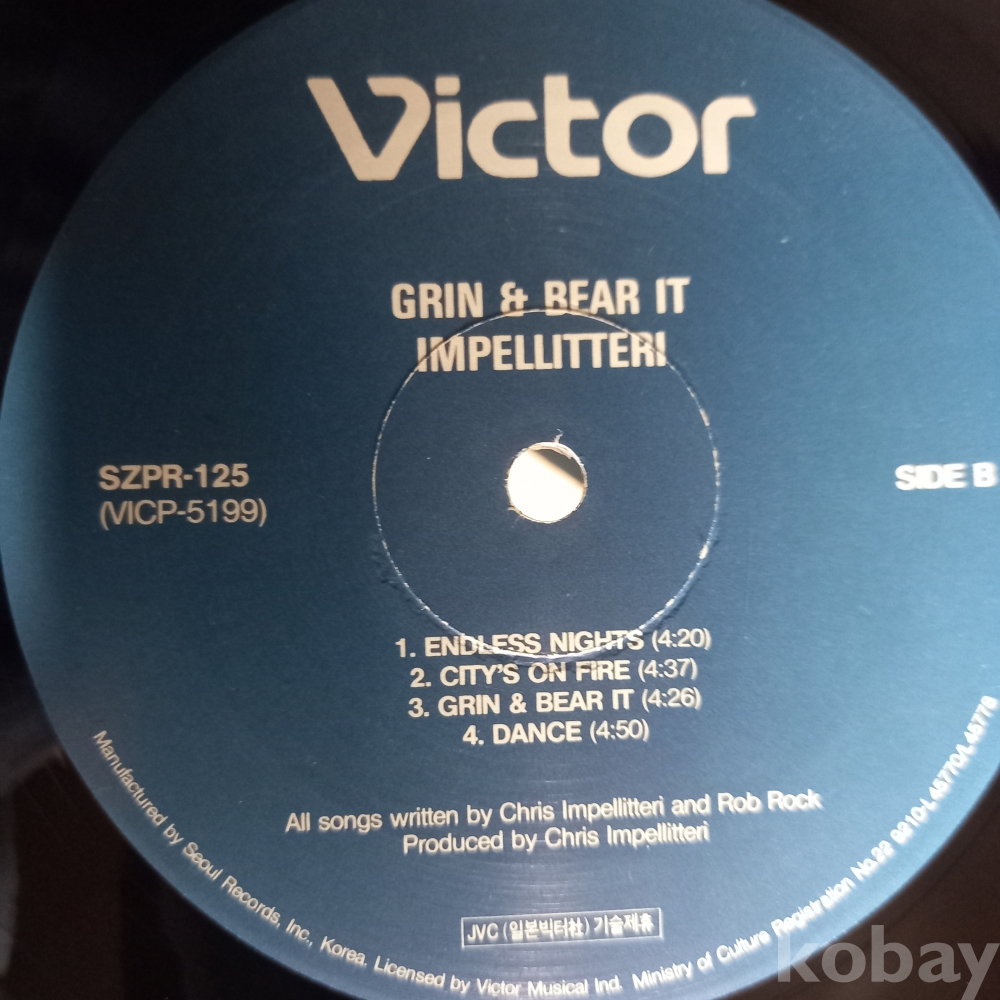 Victor
GRIN & BEAR IT
IMPELLITTERI
SZPR-125
(VICP-5199)
SIDE B
1. ENDLESS NIGHTS (4:20)
2. CITY'S ON FIRE (4:37)
3. GRIN & BEAR IT (4:26)
4. DANCE (4:50)
All songs written by Chris Impellitteri and Rob Rock
Produced by Chris Impellitteri
JVC (일본빅터社) 기술제휴
Manufactured by Seoul Records, Inc., Korea. Licensed by Victor Musical Ind. Ministry of Culture Registration No.22 9210-L45770/L45778
kobay